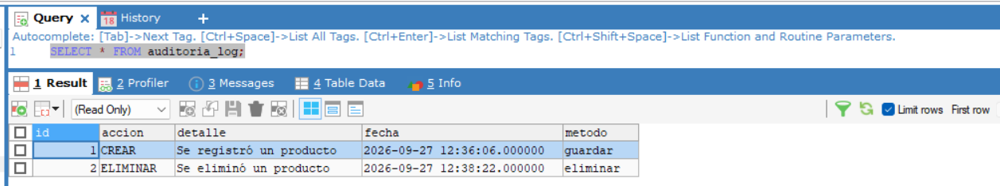 Query × 18 History +
Autocomplete: [Tab]->Next Tag. [Ctrl+Space]->List All Tags. [Ctrl+Enter]->List Matching Tags. [Ctrl+Shift+Space]->List Function and Routine Parameters.
1 SELECT * FROM auditoria_log;
1 Result 2 Profiler 3 Messages 4 Table Data 5 Info
(Read Only) Limit rows First row
id accion detalle fecha metodo
1 CREAR Se registró un producto 2026-09-27 12:36:06.000000 guardar
2 ELIMINAR Se eliminó un producto 2026-09-27 12:38:22.000000 eliminar